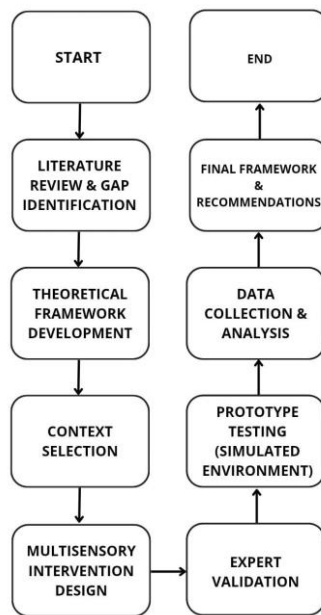 START
LITERATURE
REVIEW & GAP
IDENTIFICATION
THEORETICAL
FRAMEWORK
DEVELOPMENT
CONTEXT
SELECTION
MULTISENSORY
INTERVENTION
DESIGN
EXPERT
VALIDATION
PROTOTYPE
TESTING
(SIMULATED
ENVIRONMENT)
DATA
COLLECTION &
ANALYSIS
FINAL FRAMEWORK
&
RECOMMENDATIONS
END